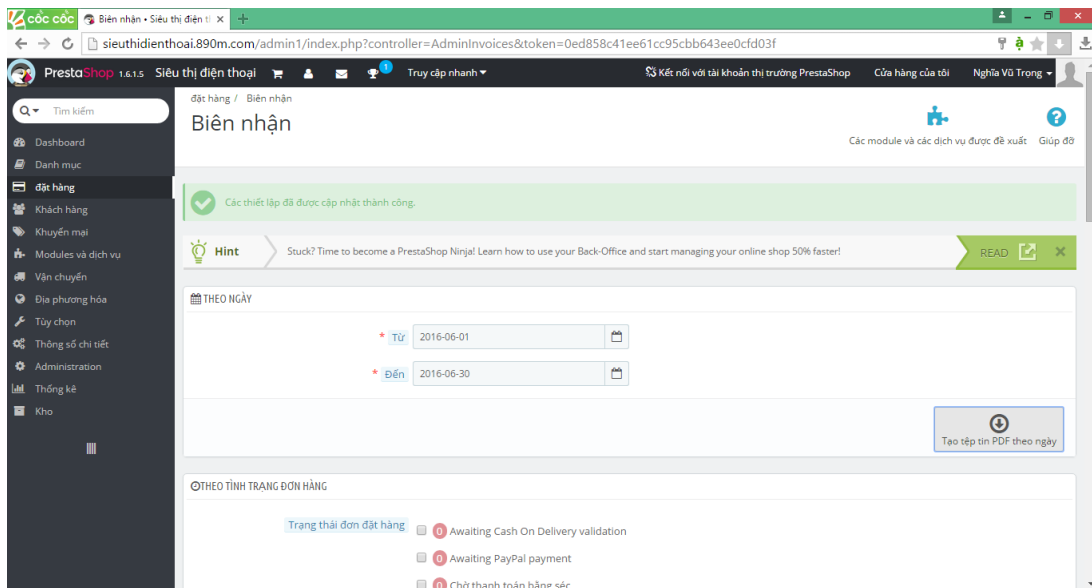 cốc cốc Biên nhận • Siêu thị điện t
sieuthidienthoai.890m.com/admin1/index.php?controller=AdminInvoices&token=0ed858c41ee61cc95cbb643ee0cfd03f
PrestaShop 1.6.1.5 Siêu thị điện thoại 1 Truy cập nhanh Kết nối với tài khoản thị trường PrestaShop Cửa hàng của tôi Nghĩa Vũ Trọng
Tìm kiếm
Dashboard
Danh mục
đặt hàng
Khách hàng
Khuyến mại
Modules và dịch vụ
Vận chuyển
Địa phương hóa
Tùy chọn
Thông số chi tiết
Administration
Thống kê
Kho
đặt hàng / Biên nhận
Biên nhận
Các module và các dịch vụ được đề xuất Giúp đỡ
Các thiết lập đã được cập nhật thành công.
Hint Stuck? Time to become a PrestaShop Ninja! Learn how to use your Back-Office and start managing your online shop 50% faster! READ
THEO NGÀY
* Từ 2016-06-01
* Đến 2016-06-30
Tạo tệp tin PDF theo ngày
THEO TÌNH TRẠNG ĐƠN HÀNG
Trạng thái đơn đặt hàng 0 Awaiting Cash On Delivery validation
0 Awaiting PayPal payment
0 Chờ thanh toán bằng séc